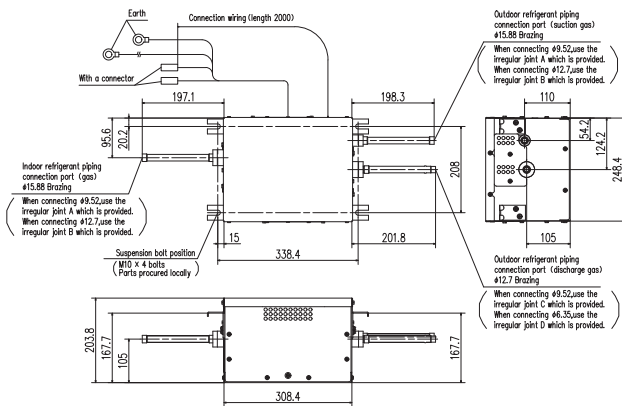 Earth
Connection wiring (length 2000)
With a connector
Outdoor refrigerant piping
connection port (suction gas)
ø15.88 Brazing
When connecting ø9.52,use the
irregular joint A which is provided.
When connecting ø12.7,use the
irregular joint B which is provided.
197.1
198.3
110
95.6
20.2
54.2
124.2
248.4
208
Indoor refrigerant piping
connection port (gas)
ø15.88 Brazing
When connecting ø9.52,use the
irregular joint A which is provided.
When connecting ø12.7,use the
irregular joint B which is provided.
15
338.4
201.8
105
Suspension bolt position
M10 × 4 bolts
Parts procured locally
Outdoor refrigerant piping
connection port (discharge gas)
ø12.7 Brazing
When connecting ø9.52,use the
irregular joint C which is provided.
When connecting ø6.35,use the
irregular joint D which is provided.
203.8
167.7
105
167.7
308.4